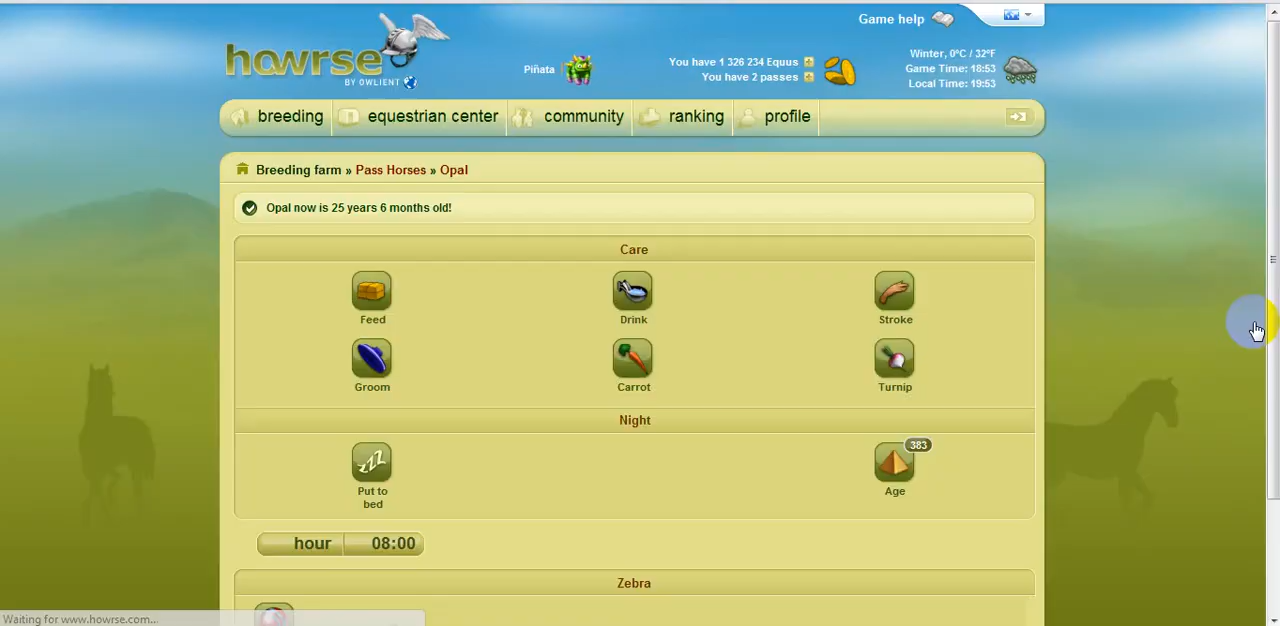 Game help
howrse
BY OWLIENT
Piñata
You have 1 326 234 Equus
You have 2 passes
Winter, 0°C / 32°F
Game Time: 18:53
Local Time: 19:53
breeding
equestrian center
community
ranking
profile
Breeding farm » Pass Horses » Opal
Opal now is 25 years 6 months old!
Care
Feed
Drink
Stroke
Groom
Carrot
Turnip
Night
Put to
bed
383
Age
hour 08:00
Zebra
Waiting for www.howrse.com...